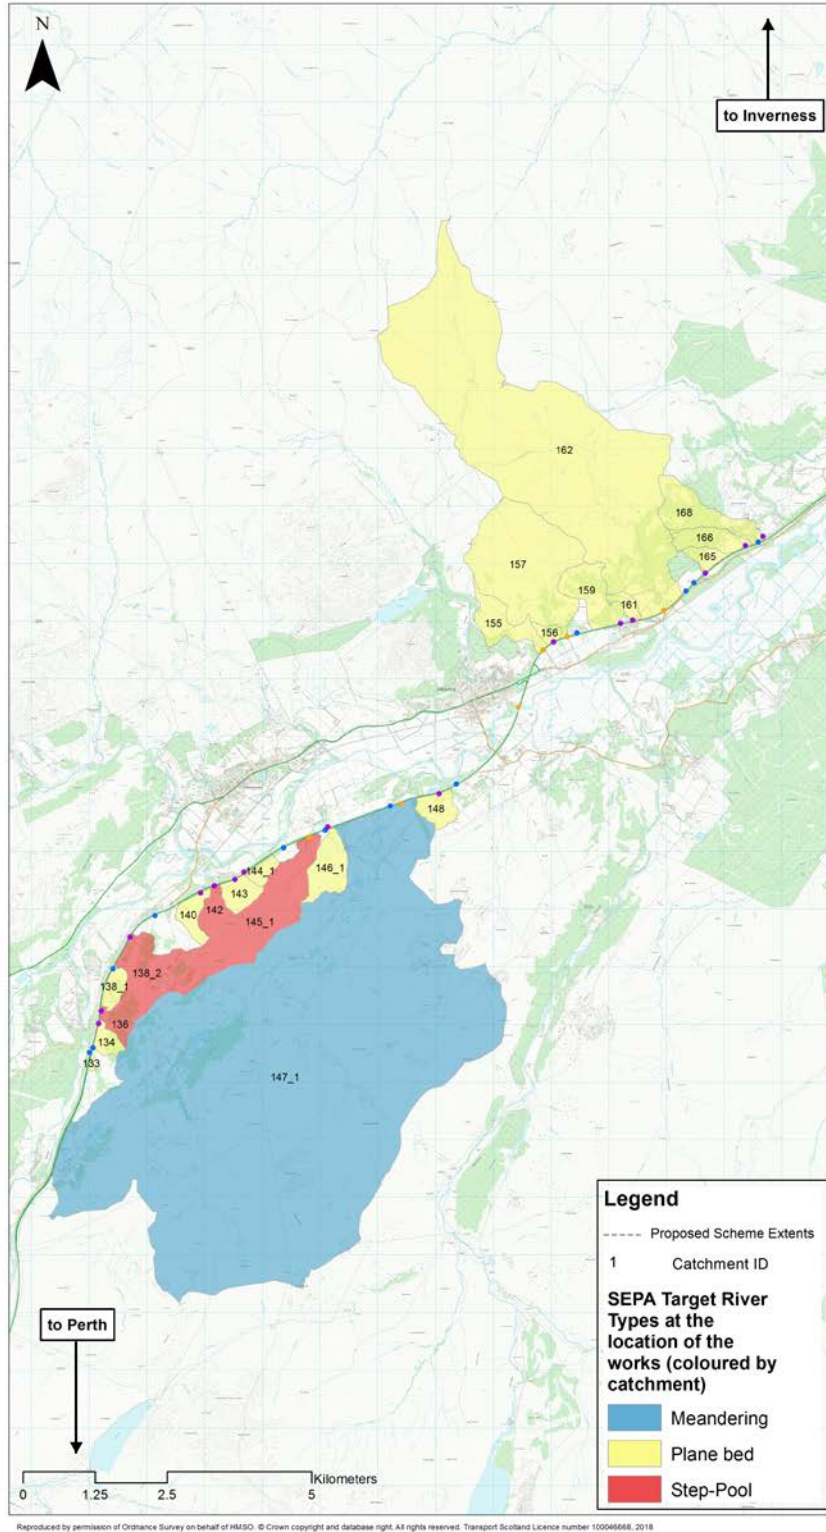 N
to Inverness
162
168
166
165
157
159
161
155
156
148
146_1
144_1
143
142
140
145_1
138_2
138_1
136
134
133
147_1
to Perth
0 1.25 2.5 5
Kilometers
Legend
Proposed Scheme Extents
1 Catchment ID
SEPA Target River
Types at the
location of the
works (coloured by
catchment)
Meandering
Plane bed
Step-Pool
Reproduced by permission of Ordnance Survey on behalf of HMSO. © Crown copyright and database right. All rights reserved. Transport Scotland Licence number 100046668, 2018